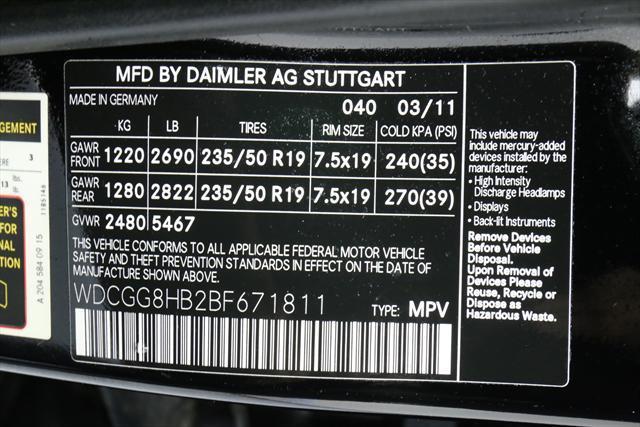 MFD BY DAIMLER AG STUTTGART
MADE IN GERMANY 040 03/11
KG LB TIRES RIM SIZE COLD KPA (PSI)
GAWR FRONT 1220 2690 235/50 R19 7.5x19 240(35)
GAWR REAR 1280 2822 235/50 R19 7.5x19 270(39)
GVWR 2480 5467
THIS VEHICLE CONFORMS TO ALL APPLICABLE FEDERAL MOTOR VEHICLE
SAFETY AND THEFT PREVENTION STANDARDS IN EFFECT ON THE DATE
OF MANUFACTURE SHOWN ABOVE.
WDCGG8HB2BF671811 TYPE: MPV
This vehicle may
include mercury-added
devices installed by the
manufacturer:
• High Intensity
Discharge Headlamps
• Displays
• Back-lit Instruments
Remove Devices
Before Vehicle
Disposal.
Upon Removal of
Devices Please
Reuse, Recycle or
Dispose as
Hazardous Waste.
AGEMENT
3
13
lbs.
A 204 584 09 15